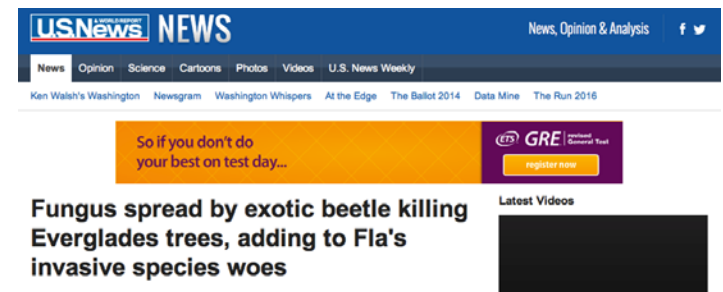 U.S.News & WORLD REPORT NEWS
News, Opinion & Analysis
News Opinion Science Cartoons Photos Videos U.S. News Weekly
Ken Walsh's Washington Newsgram Washington Whispers At the Edge The Ballot 2014 Data Mine The Run 2016
So if you don't do
your best on test day...
ETS GRE revised General Test
register now
Fungus spread by exotic beetle killing
Everglades trees, adding to Fla's
invasive species woes
Latest Videos